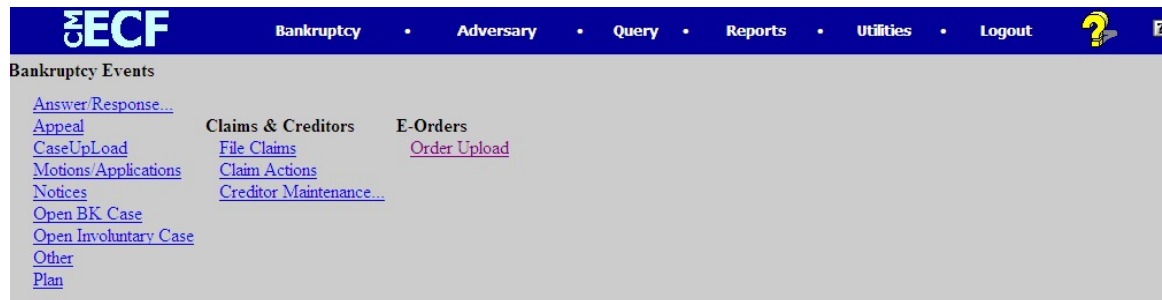 CM ECF Bankruptcy • Adversary • Query • Reports • Utilities • Logout ?
Bankruptcy Events
Answer/Response...
Appeal
CaseUpLoad
Motions/Applications
Notices
Open BK Case
Open Involuntary Case
Other
Plan
Claims & Creditors
File Claims
Claim Actions
Creditor Maintenance...
E-Orders
Order Upload